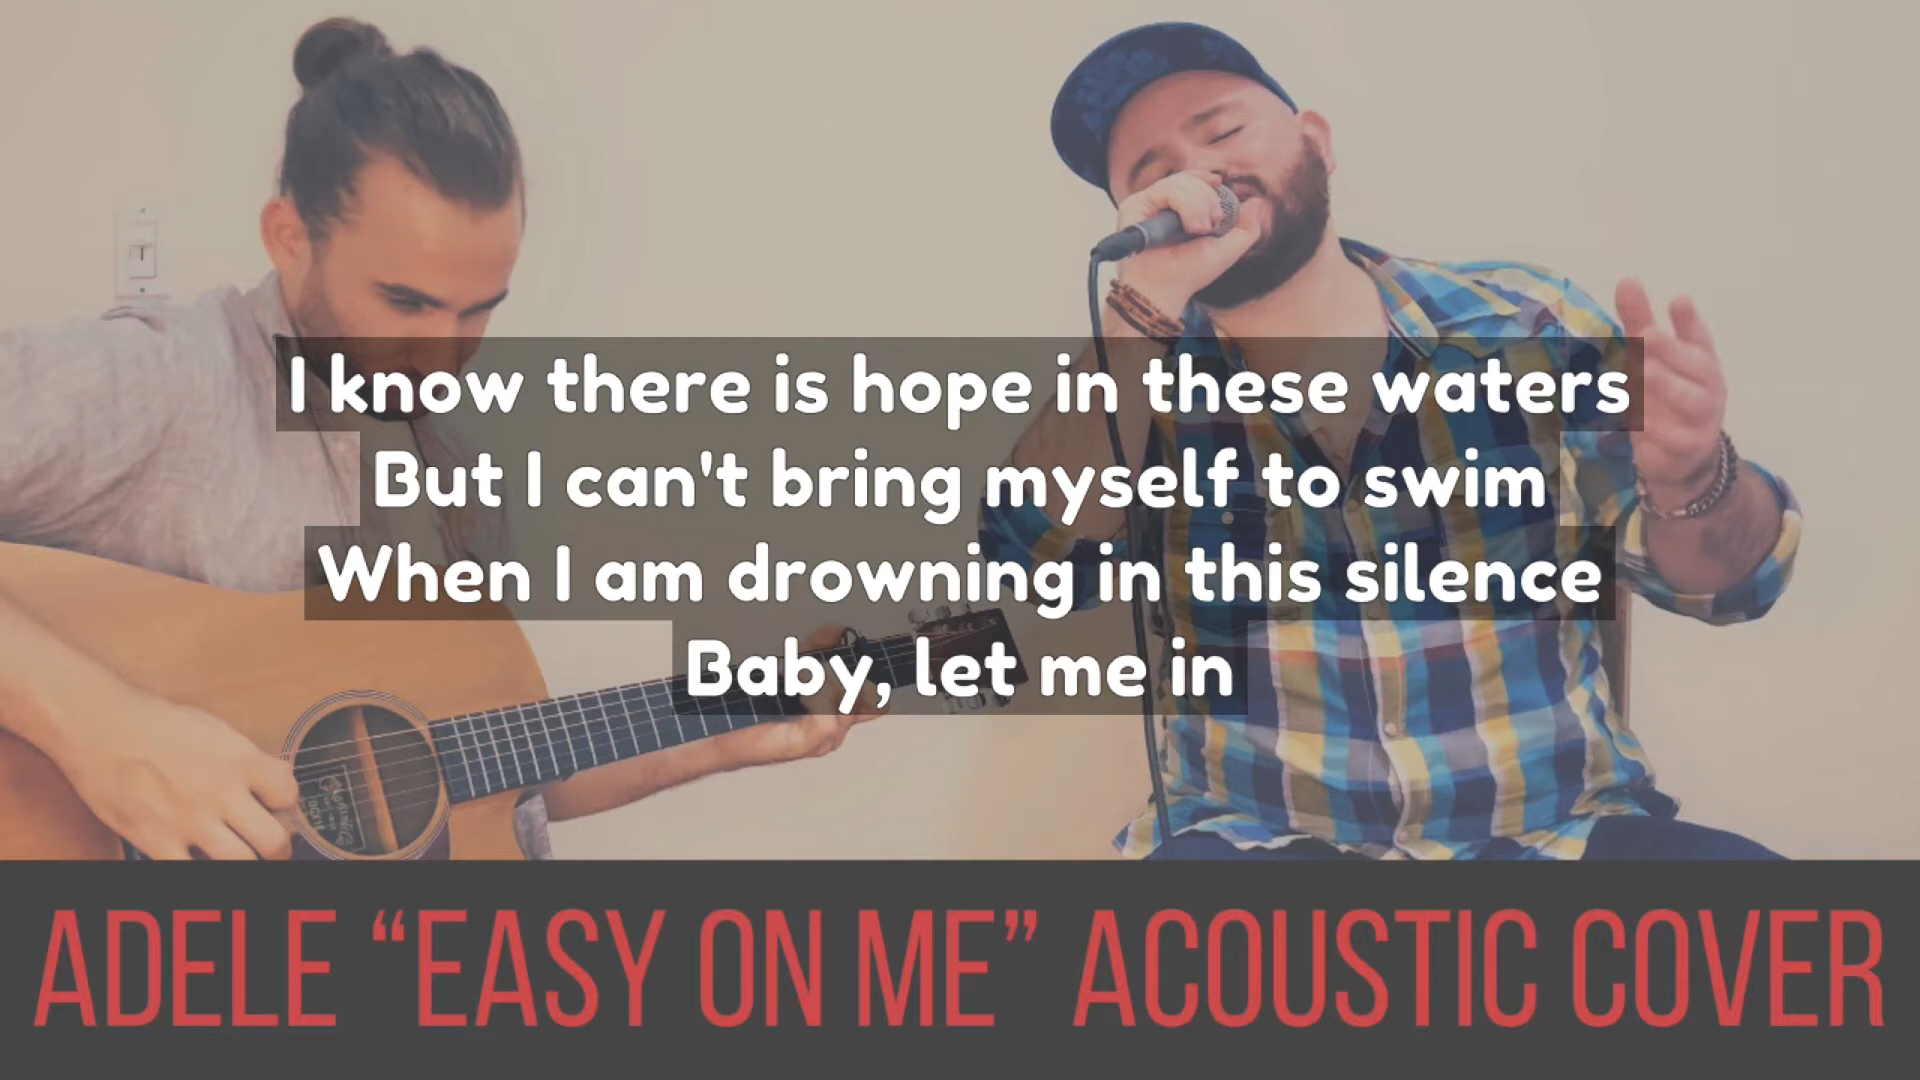 I know there is hope in these waters
But I can't bring myself to swim
When I am drowning in this silence
Baby, let me in
ADELE “EASY ON ME” ACOUSTIC COVER